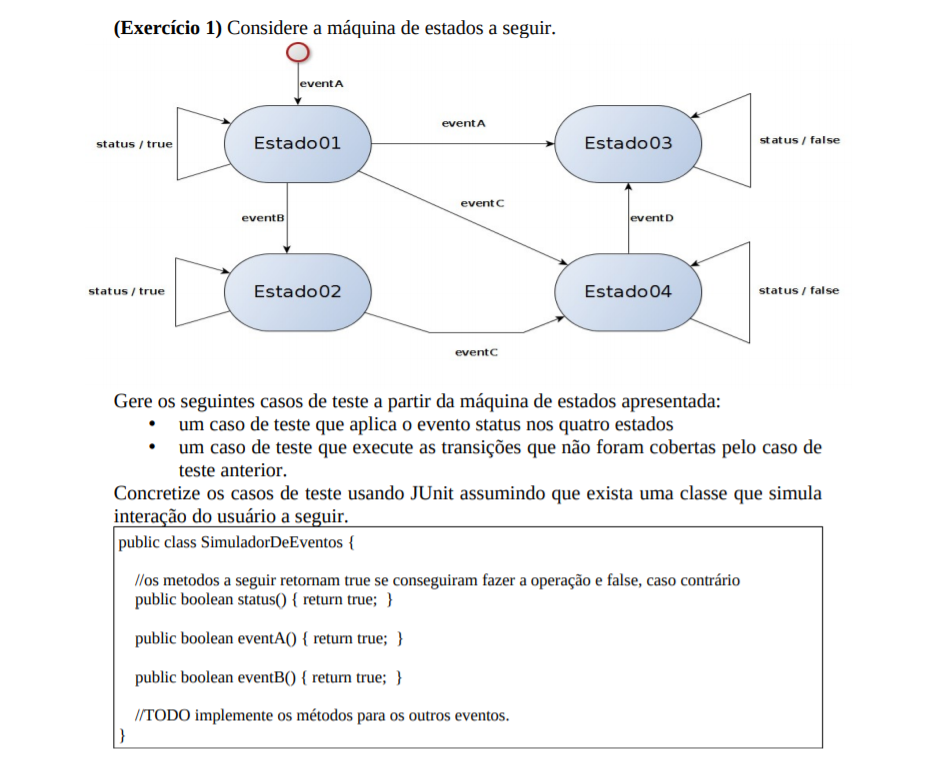 (Exercício 1) Considere a máquina de estados a seguir.
eventA
Estado01
eventA
Estado03
status / true
status / false
eventC
eventB
eventD
Estado02
Estado04
status / true
status / false
eventC
Gere os seguintes casos de teste a partir da máquina de estados apresentada:
• um caso de teste que aplica o evento status nos quatro estados
• um caso de teste que execute as transições que não foram cobertas pelo caso de
teste anterior.
Concretize os casos de teste usando JUnit assumindo que exista uma classe que simula
interação do usuário a seguir.
public class SimuladorDeEventos {
//os metodos a seguir retornam true se conseguiram fazer a operação e false, caso contrário
public boolean status() { return true; }
public boolean eventA() { return true; }
public boolean eventB() { return true; }
//TODO implemente os métodos para os outros eventos.
}